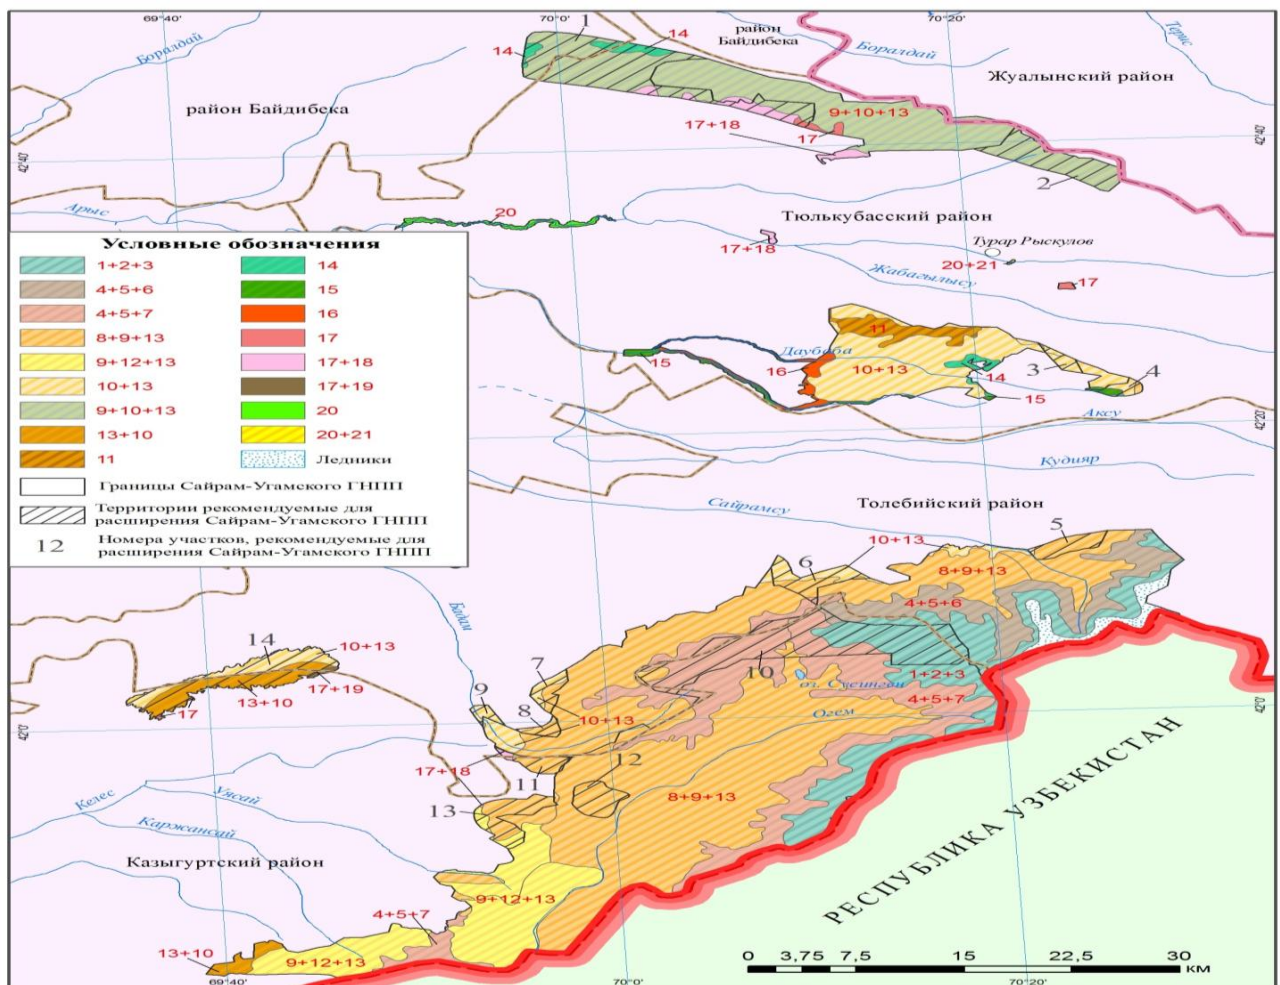 69°40'
70°0'
70°20'
1
район
Байдибека
14
14
Боралдай
Боралдай
Терис
Жуалынский район
район Байдибека
9+10+13
17+18
17
42°40'
42°40'
2
Арыс
20
Тюлькубасский район
17+18
Турар Рыскулов
20+21
Жабаглысу
17
Условные обозначения
1+2+3
14
4+5+6
15
4+5+7
16
8+9+13
17
9+12+13
17+18
10+13
17+19
9+10+13
20
13+10
20+21
11
Ледники
Границы Сайрам-Угамского ГНПП
Территории рекомендуемые для
расширения Сайрам-Угамского ГНПП
12
Номера участков, рекомендуемые для
расширения Сайрам-Угамского ГНПП
11
Даубаба
15
16
10+13
3
14
4
15
Аксу
42°20'
Кудияр
Сайрамсу
Толебийский район
5
10+13
6
8+9+13
4+5+6
Бадам
14
10+13
7
10
1+2+3
17+19
9
оз. Сусинген
4+5+7
13+10
17
8
10+13
Огем
42°0'
42°0'
17+18
12
11
Келес
Уясай
13
8+9+13
Каржансай
РЕСПУБЛИКА УЗБЕКИСТАН
Казыгуртский район
9+12+13
4+5+7
13+10
9+12+13
0 3,75 7,5 15 22,5 30
км
69°40'
70°0'
70°20'